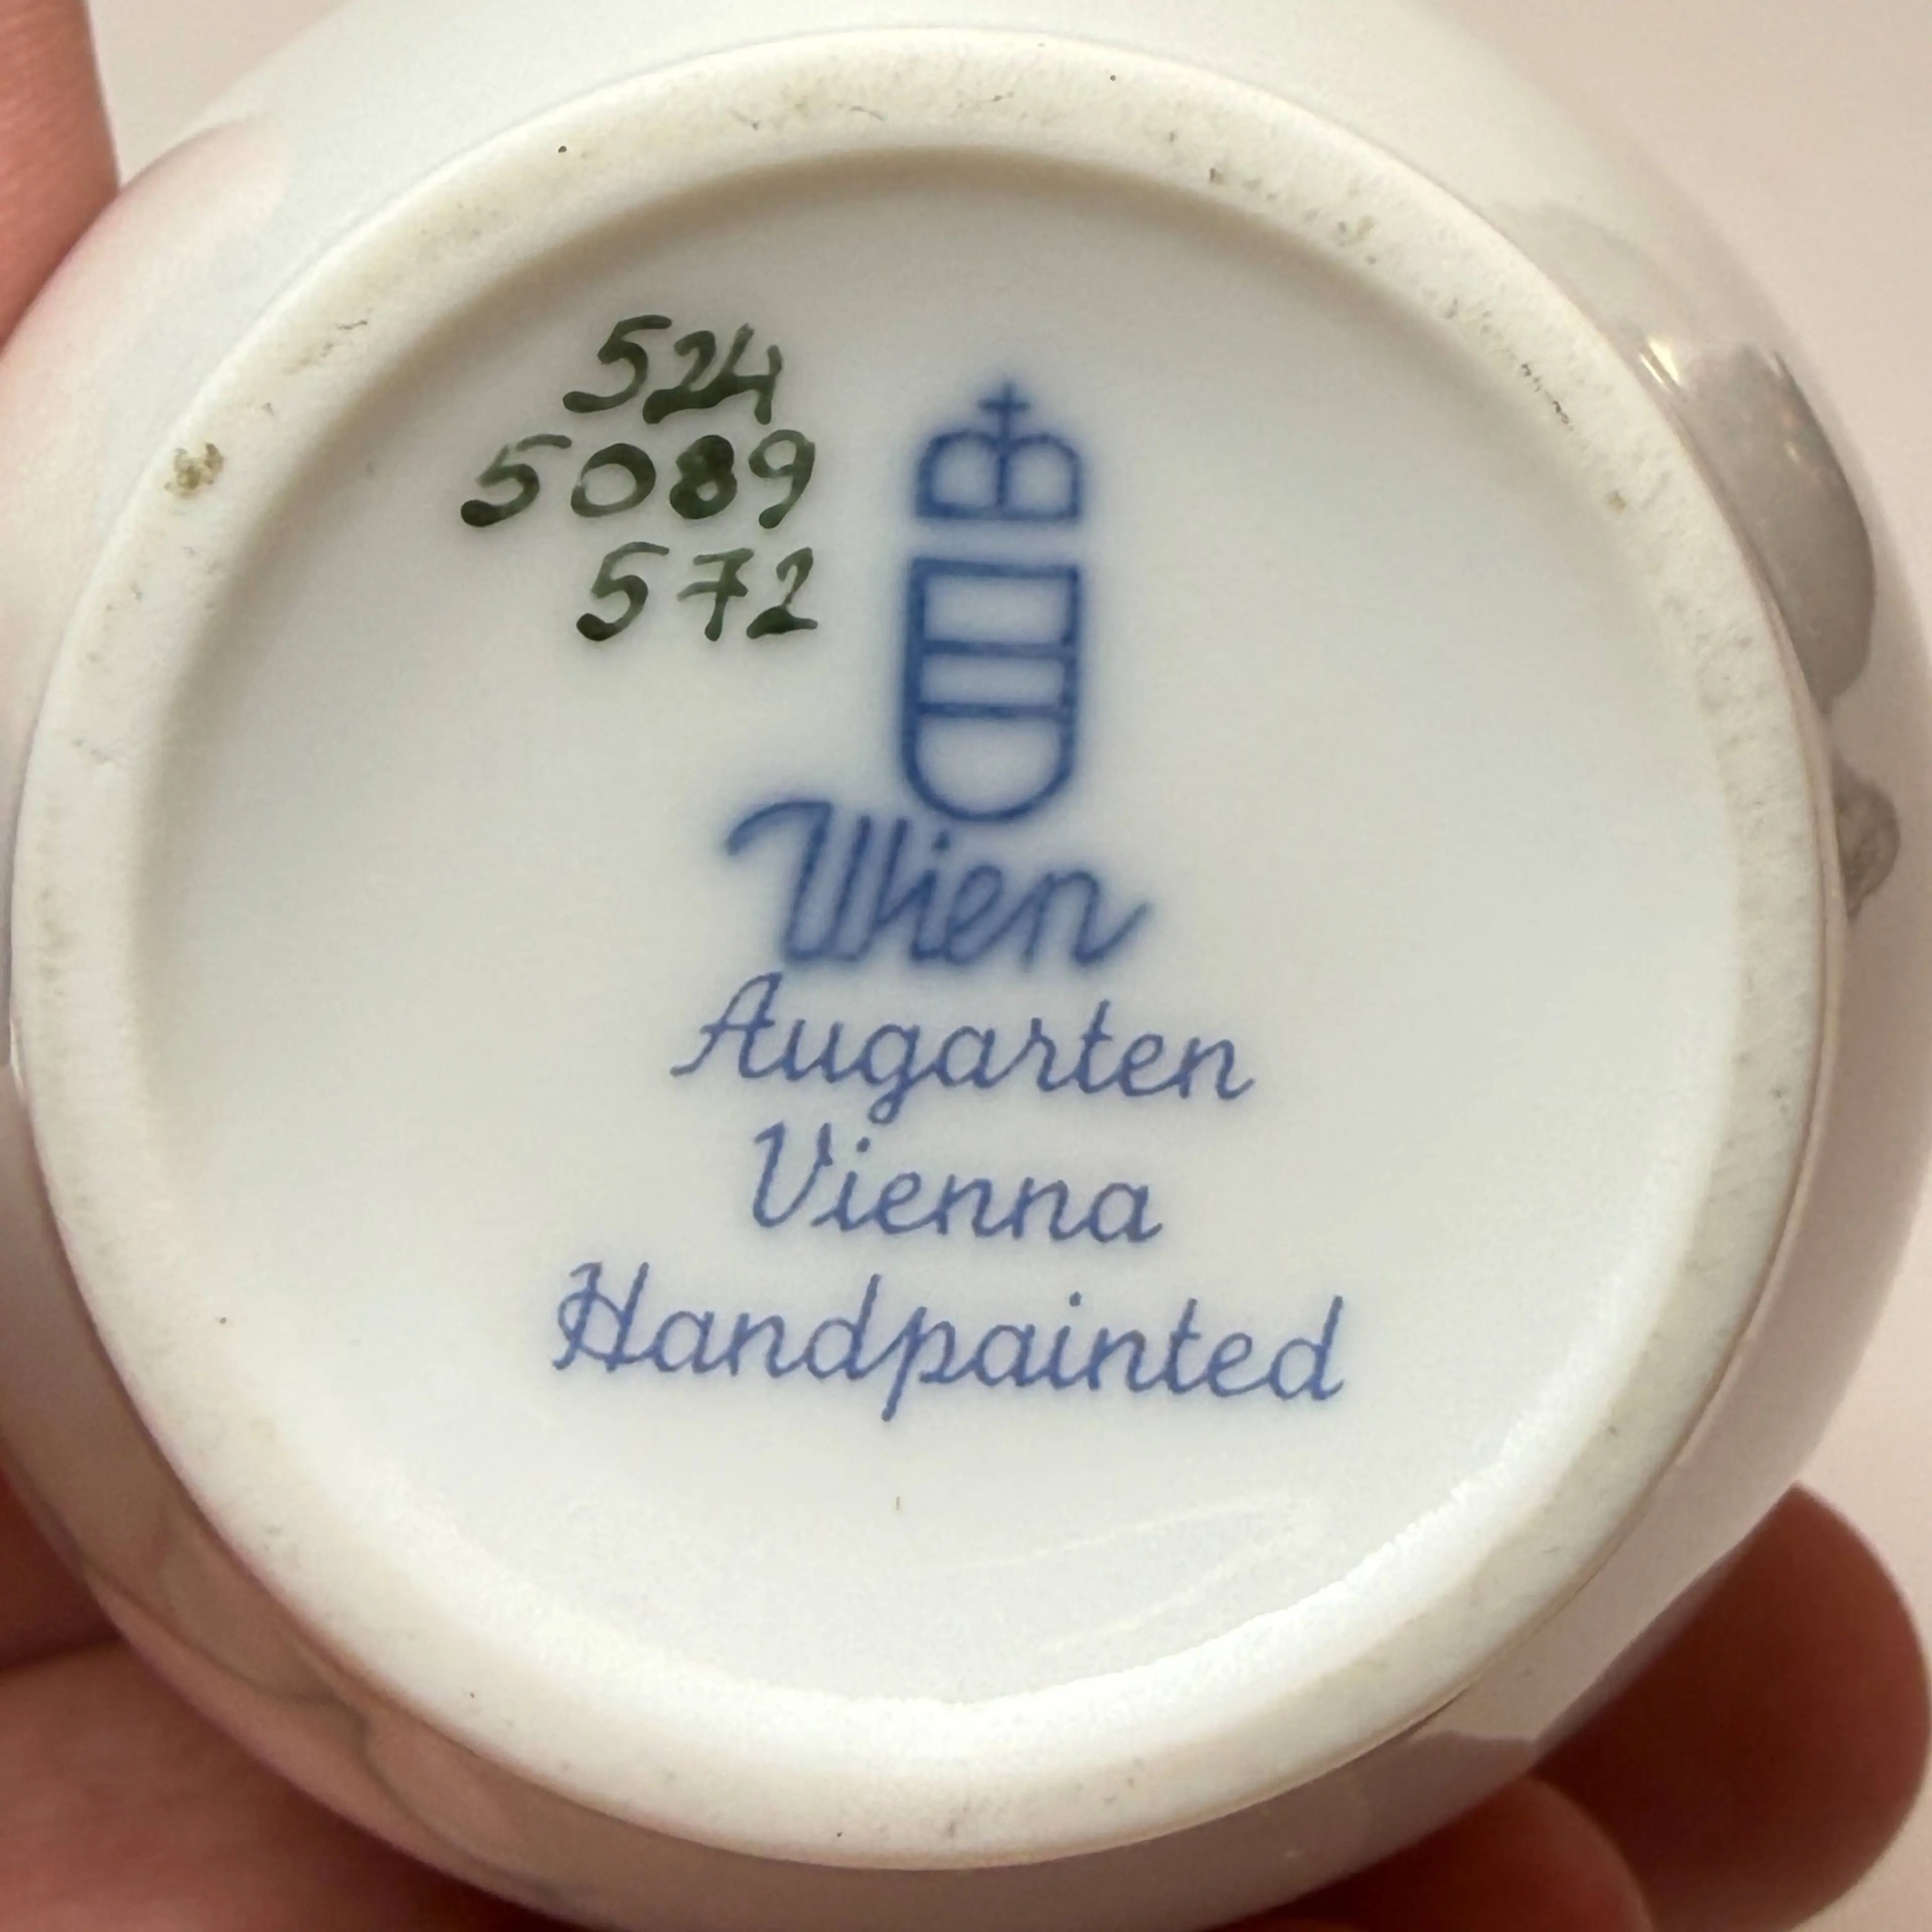 524
5089
572
Wien
Augarten
Vienna
Handpainted